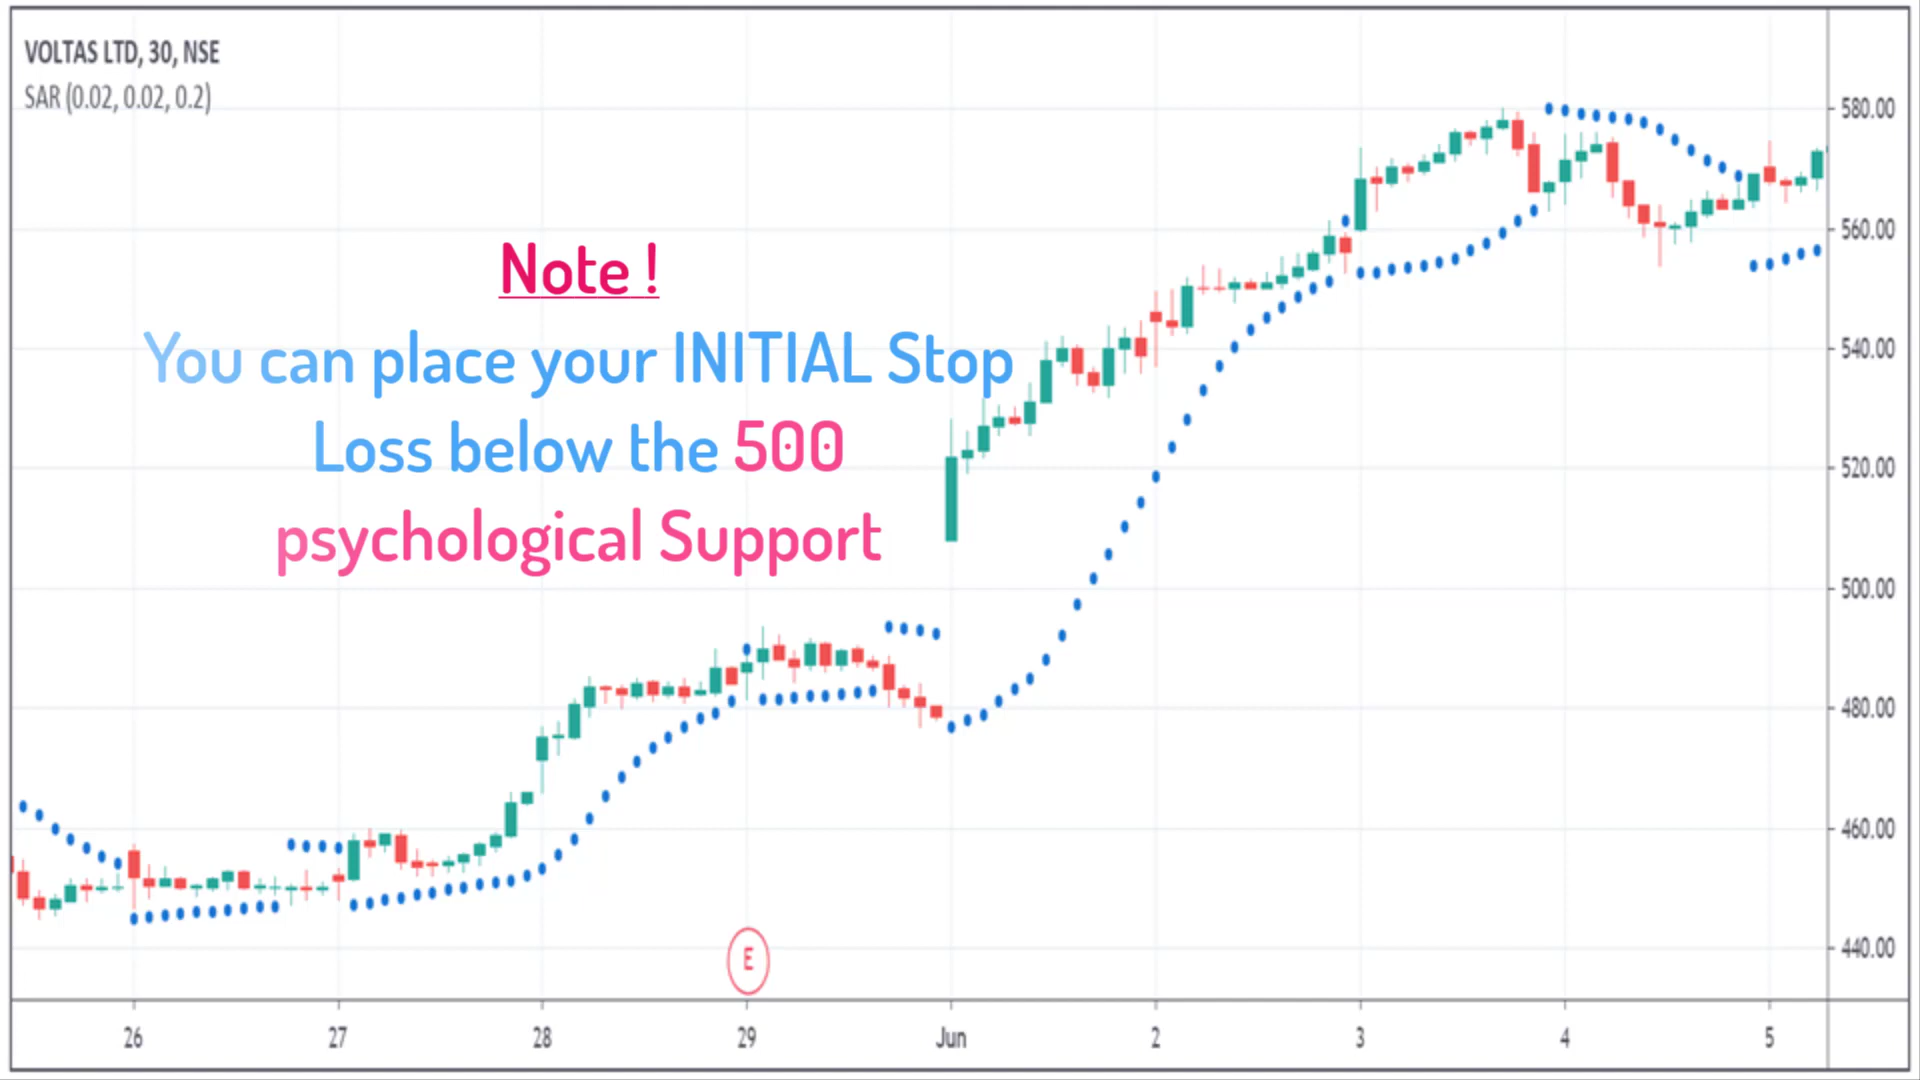 VOLTAS LTD, 30, NSE
SAR (0.02, 0.02, 0.2)
Note !
You can place your INITIAL Stop
Loss below the 500
psychological Support
580.00
560.00
540.00
520.00
500.00
480.00
460.00
440.00
E
26 27 28 29 Jun 2 3 4 5